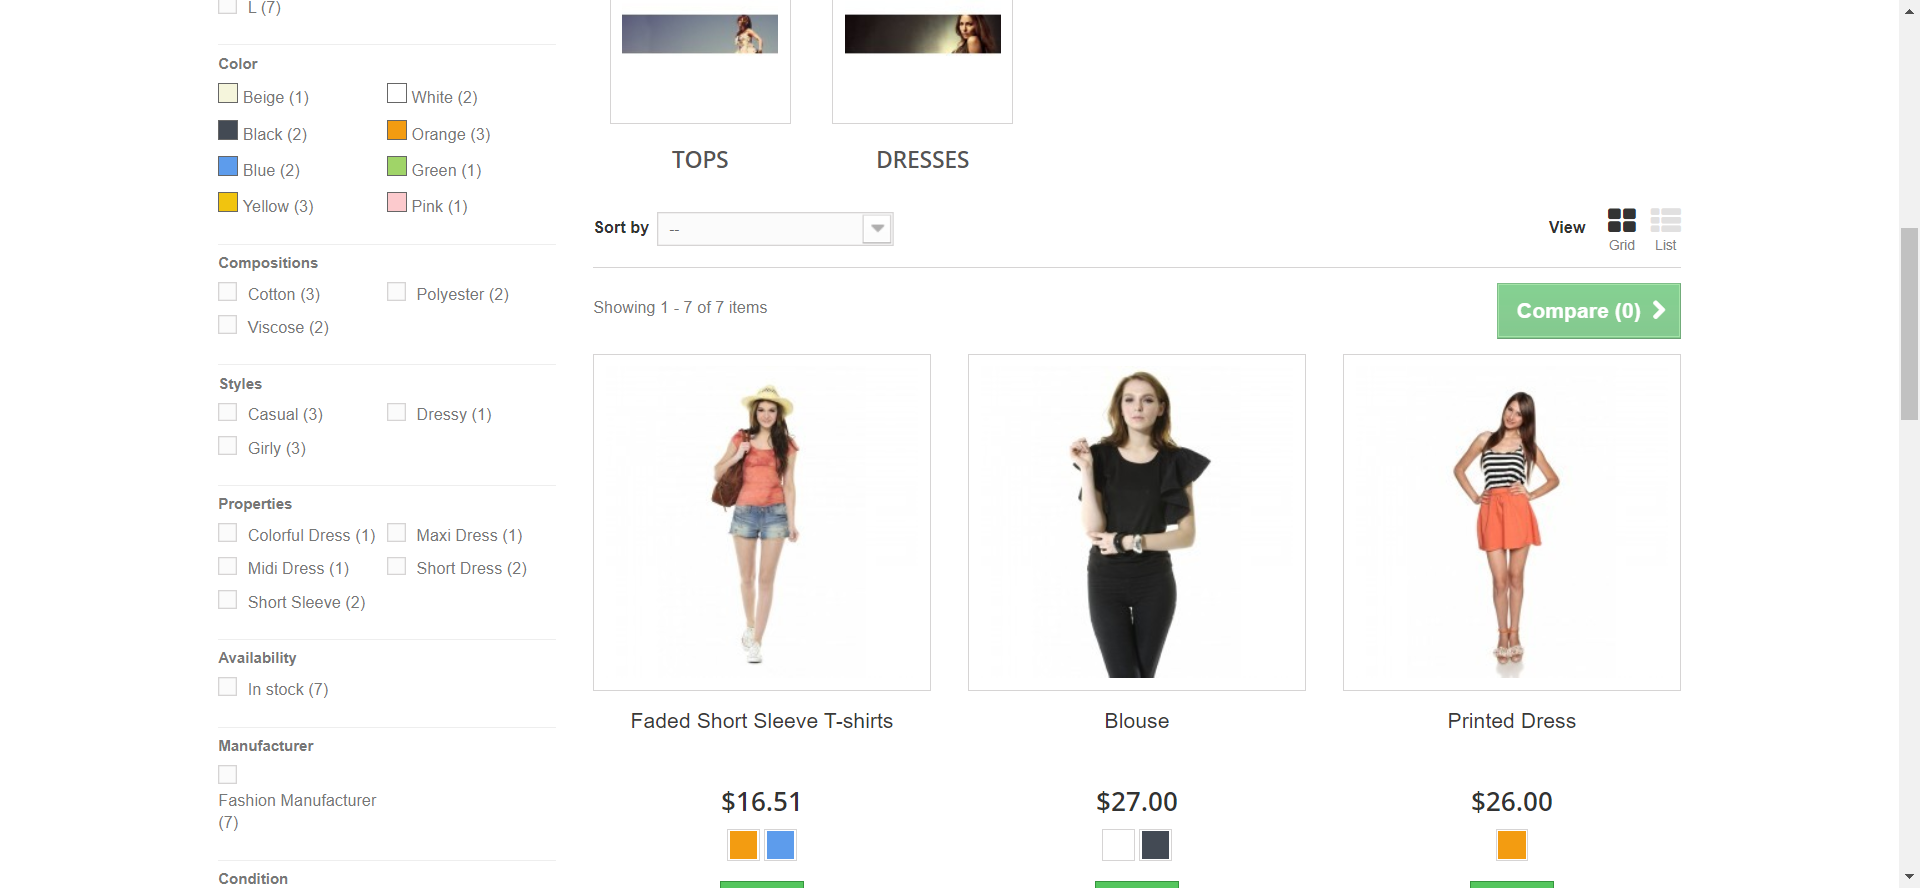 L (7)
Color
Beige (1)
White (2)
Black (2)
Orange (3)
Blue (2)
Green (1)
Yellow (3)
Pink (1)
Compositions
Cotton (3)
Polyester (2)
Viscose (2)
Styles
Casual (3)
Dressy (1)
Girly (3)
Properties
Colorful Dress (1)
Maxi Dress (1)
Midi Dress (1)
Short Dress (2)
Short Sleeve (2)
Availability
In stock (7)
Manufacturer
Fashion Manufacturer
(7)
Condition
TOPS
DRESSES
Sort by
--
View
Grid
List
Showing 1 - 7 of 7 items
Compare (0)
Faded Short Sleeve T-shirts
$16.51
Blouse
$27.00
Printed Dress
$26.00